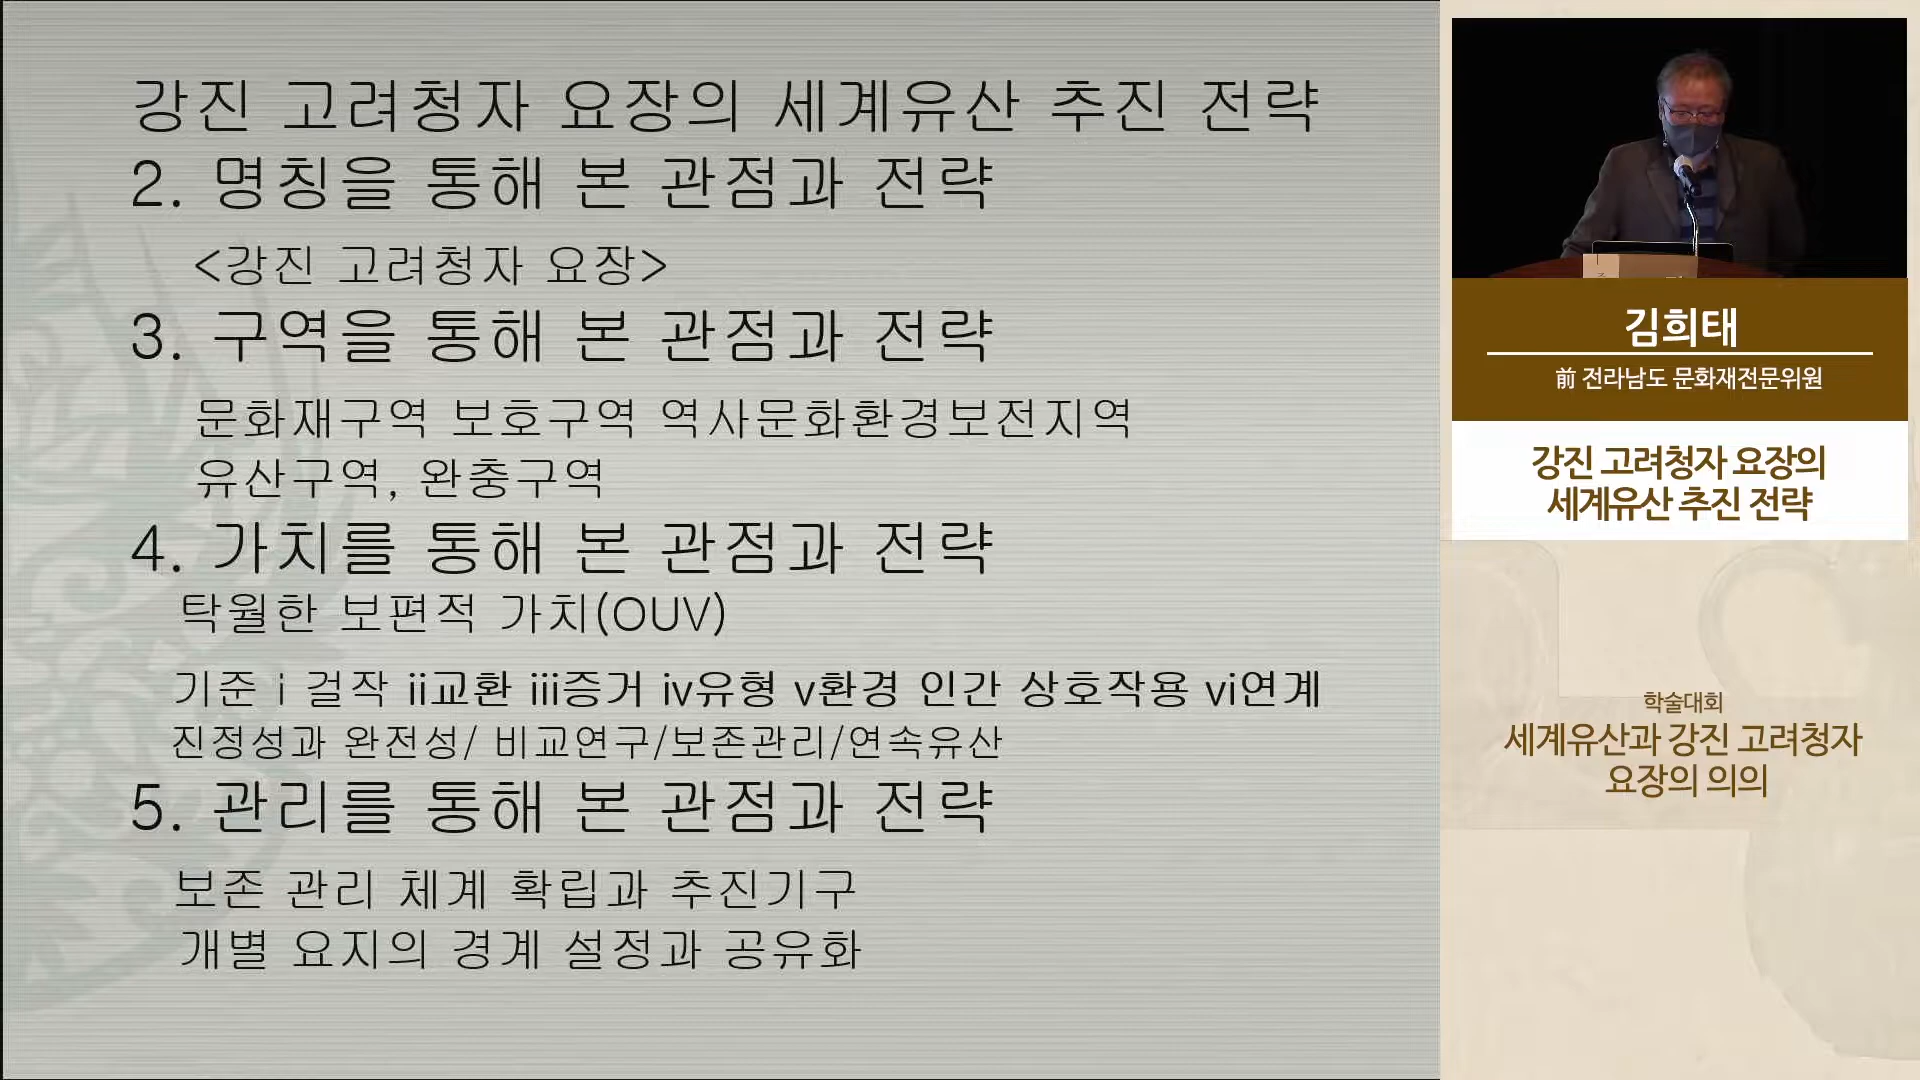 강진 고려청자 요장의 세계유산 추진 전략
2. 명칭을 통해 본 관점과 전략
<강진 고려청자 요장>
3. 구역을 통해 본 관점과 전략
문화재구역 보호구역 역사문화환경보전지역
유산구역, 완충구역
4. 가치를 통해 본 관점과 전략
탁월한 보편적 가치(OUV)
기준 i 걸작 ii교환 iii증거 iv유형 v환경 인간 상호작용 vi연계
진정성과 완전성/ 비교연구/보존관리/연속유산
5. 관리를 통해 본 관점과 전략
보존 관리 체계 확립과 추진기구
개별 요지의 경계 설정과 공유화
김희태
前 전라남도 문화재전문위원
강진 고려청자 요장의
세계유산 추진 전략
학술대회
세계유산과 강진 고려청자
요장의 의의